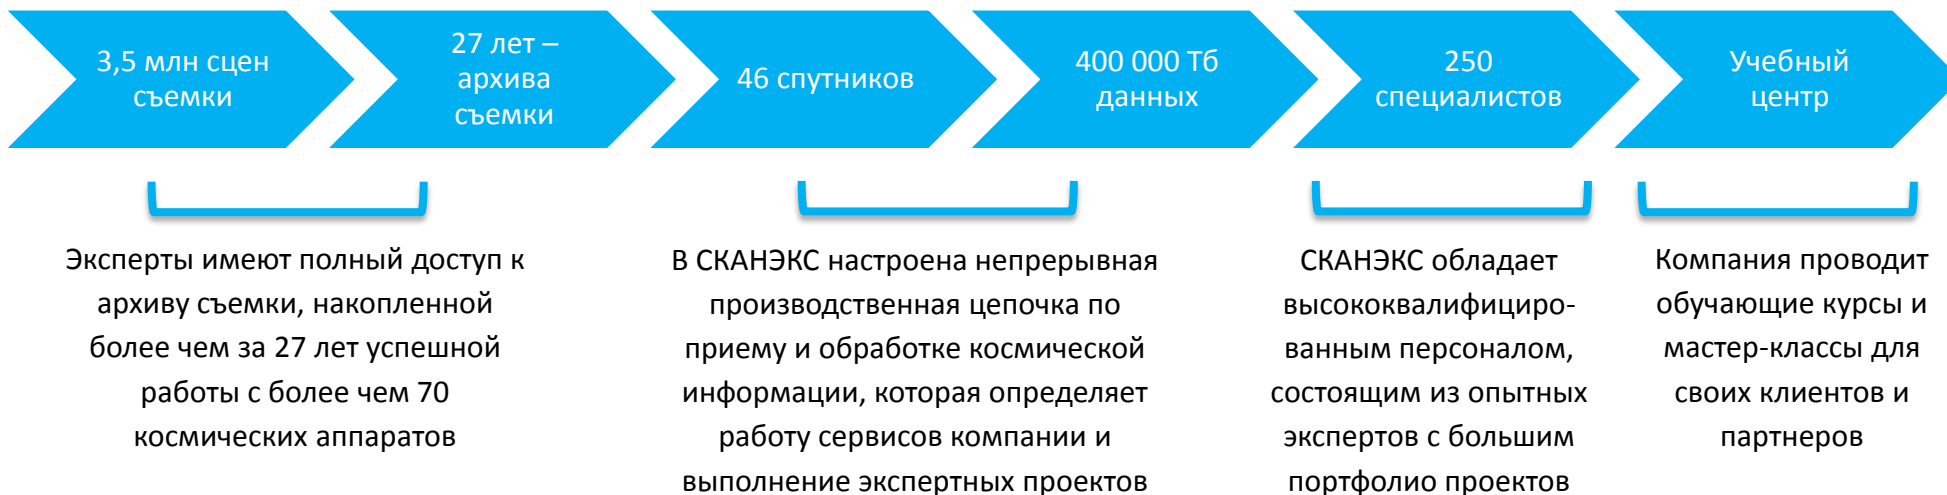 3,5 млн сцен
съемки
27 лет –
архива
съемки
46 спутников
400 000 Тб
данных
250
специалистов
Учебный
центр
Эксперты имеют полный доступ к
архиву съемки, накопленной
более чем за 27 лет успешной
работы с более чем 70
космических аппаратов
В СКАНЭКС настроена непрерывная
производственная цепочка по
приему и обработке космической
информации, которая определяет
работу сервисов компании и
выполнение экспертных проектов
СКАНЭКС обладает
высококвалифициро-
ванным персоналом,
состоящим из опытных
экспертов с большим
портфолио проектов
Компания проводит
обучающие курсы и
мастер-классы для
своих клиентов и
партнеров